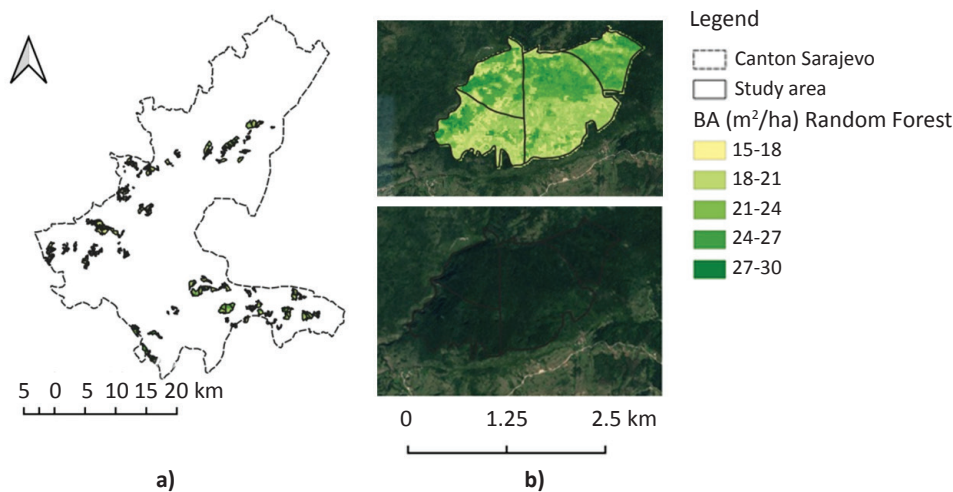 Legend
Canton Sarajevo
Study area
BA (m²/ha) Random Forest
15-18
18-21
21-24
24-27
27-30
5 0 5 10 15 20 km
0 1.25 2.5 km
a)
b)